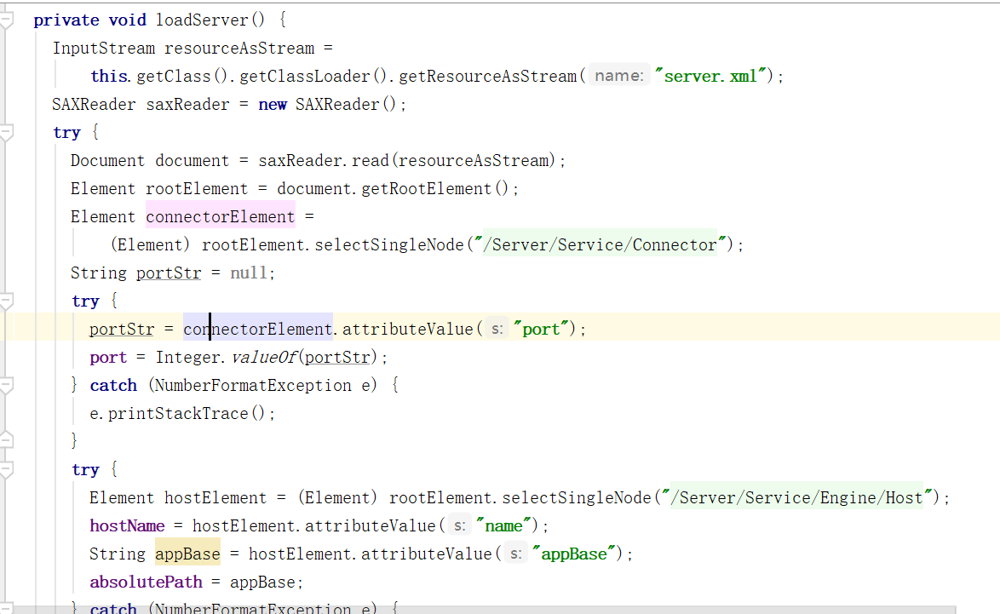 private void loadServer() {
InputStream resourceAsStream =
this.getClass().getClassLoader().getResourceAsStream( name: "server.xml");
SAXReader saxReader = new SAXReader();
try {
Document document = saxReader.read(resourceAsStream);
Element rootElement = document.getRootElement();
Element connectorElement =
(Element) rootElement.selectSingleNode("/Server/Service/Connector");
String portStr = null;
try {
portStr = connectorElement.attributeValue( s: "port");
port = Integer.valueOf(portStr);
} catch (NumberFormatException e) {
e.printStackTrace();
}
try {
Element hostElement = (Element) rootElement.selectSingleNode("/Server/Service/Engine/Host");
hostName = hostElement.attributeValue( s: "name");
String appBase = hostElement.attributeValue( s: "appBase");
absolutePath = appBase;
} catch (NumberFormatException e) {